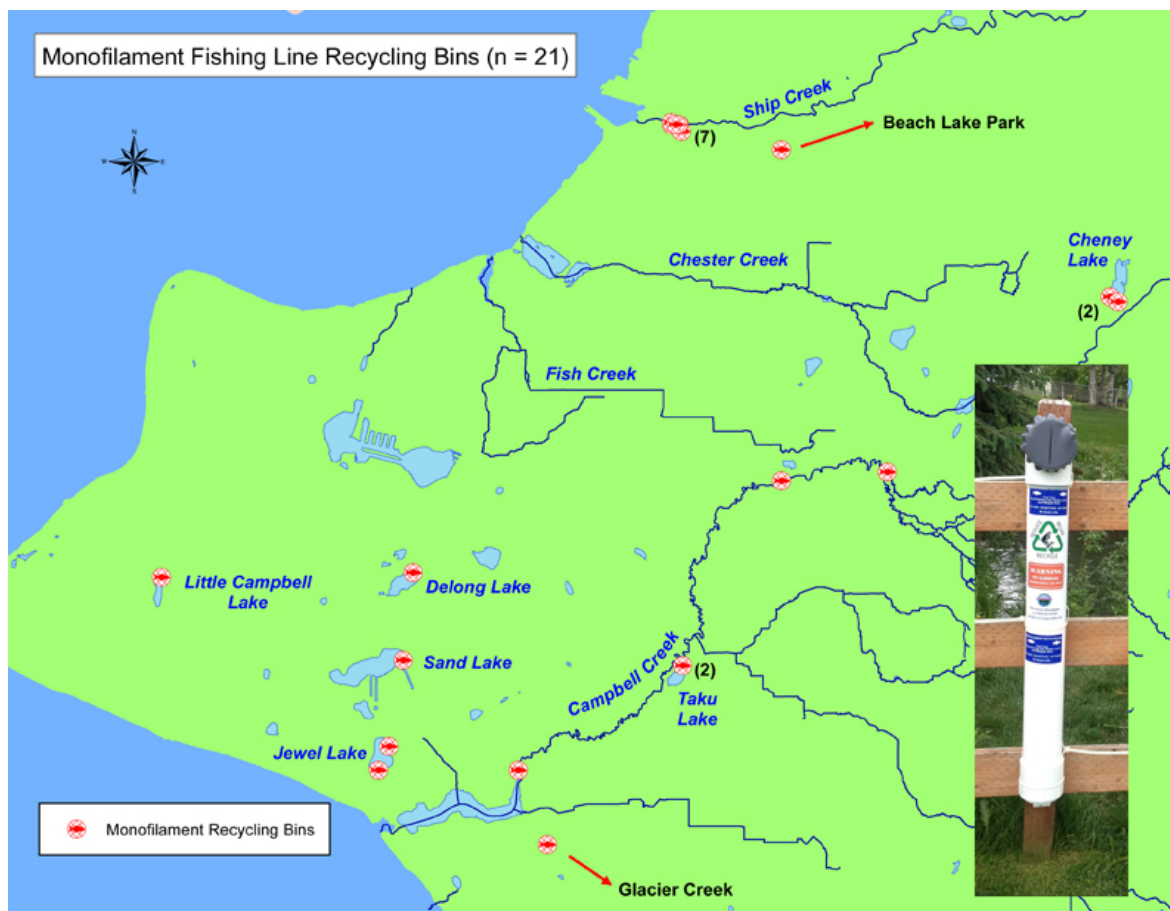 Monofilament Fishing Line Recycling Bins (n = 21)
N
W
E
S
Ship Creek
(7)
Beach Lake Park
Chester Creek
Cheney
Lake
(2)
Fish Creek
Little Campbell
Lake
Delong Lake
Sand Lake
Campbell Creek
(2)
Taku
Lake
Jewel Lake
Monofilament Recycling Bins
Glacier Creek
RECYCLE
WARNING